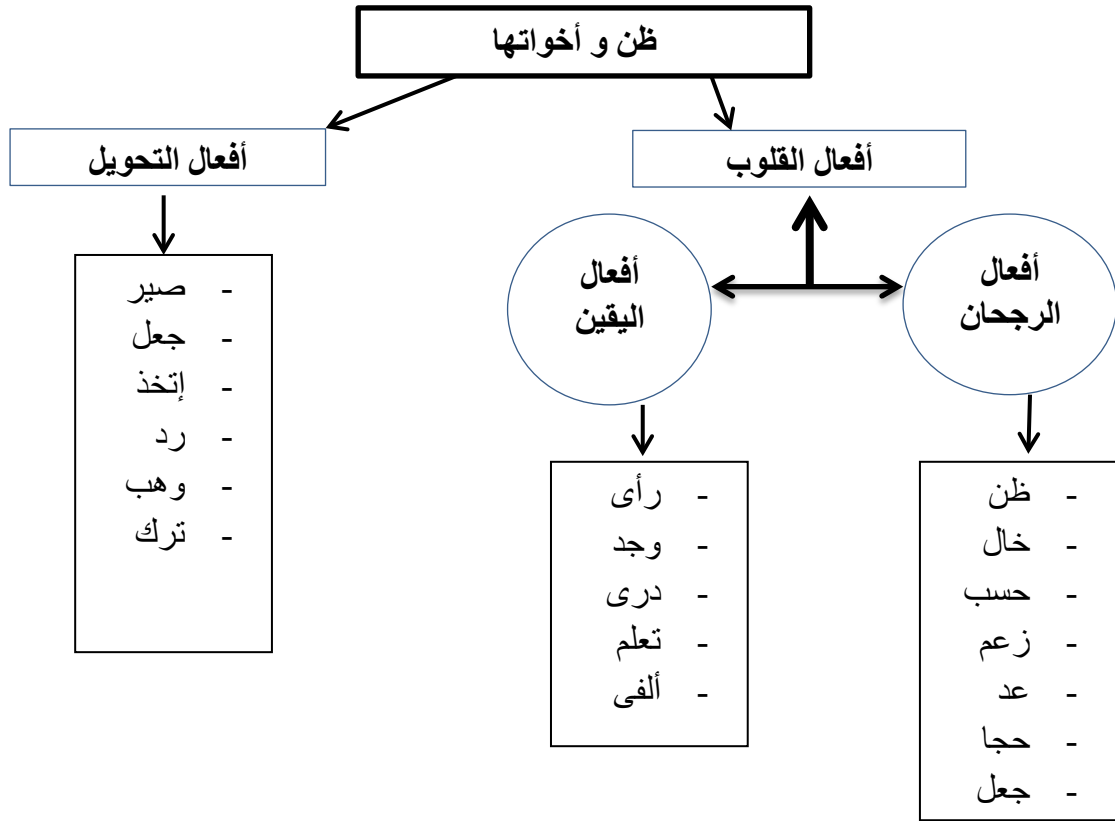 ظن و أخواتها
أفعال القلوب
أفعال التحويل
أفعال
الرجحان
أفعال
اليقين
- ظن
- خال
- حسب
- زعم
- عد
- حجا
- جعل
- رأى
- وجد
- درى
- تعلم
- ألفى
- صير
- جعل
- إتخذ
- رد
- وهب
- ترك